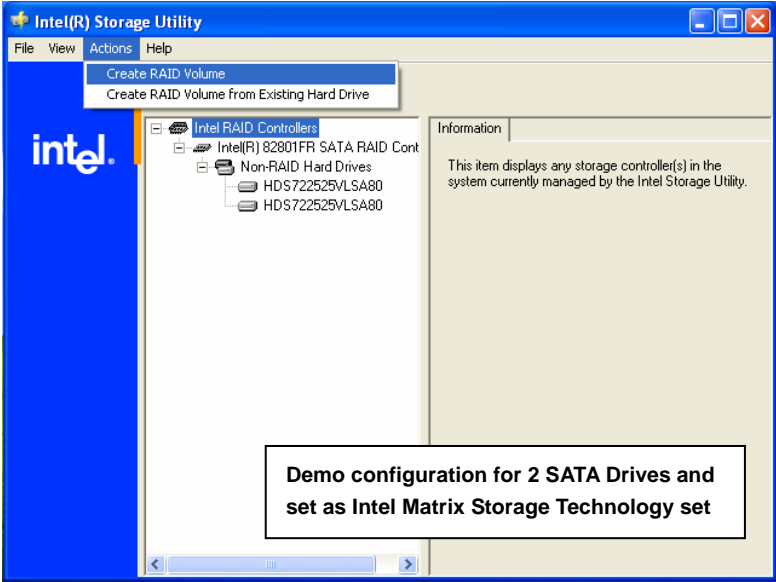 Intel(R) Storage Utility
File View Actions Help
Create RAID Volume
Create RAID Volume from Existing Hard Drive
intel.
Intel RAID Controllers
Intel(R) 82801FR SATA RAID Cont
Non-RAID Hard Drives
HDS722525VLSA80
HDS722525VLSA80
Information
This item displays any storage controller(s) in the
system currently managed by the Intel Storage Utility.
Demo configuration for 2 SATA Drives and
set as Intel Matrix Storage Technology set